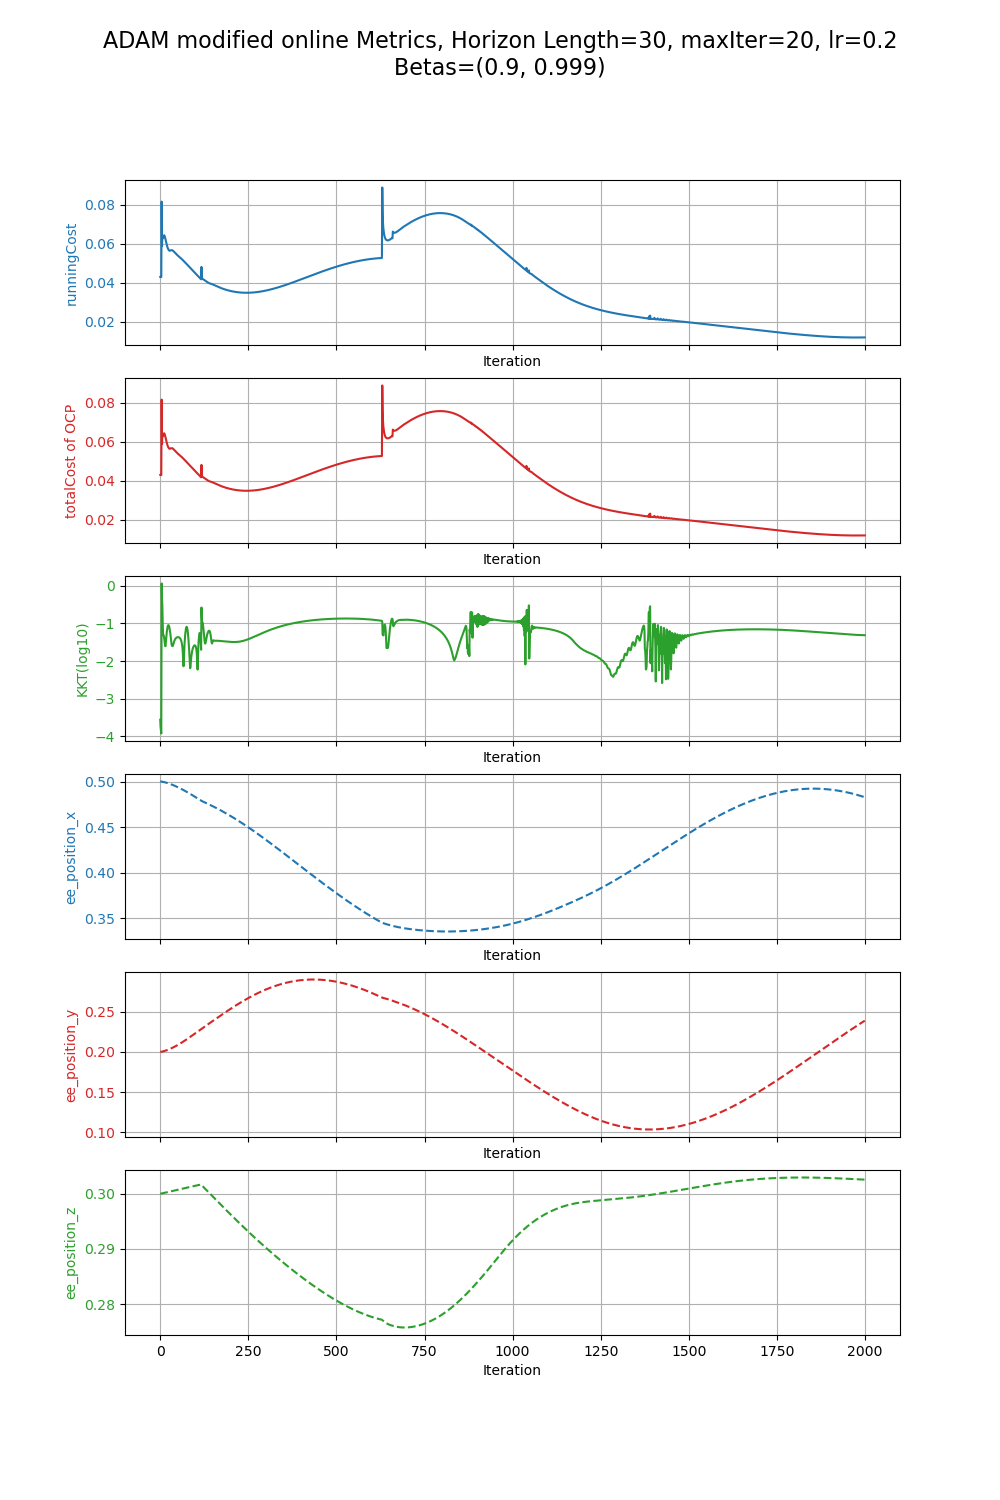 ADAM modified online Metrics, Horizon Length=30, maxIter=20, lr=0.2
Betas=(0.9, 0.999)
runningCost
0.08
0.06
0.04
0.02
Iteration
totalCost of OCP
0.08
0.06
0.04
0.02
Iteration
KKT(log10)
0
−1
−2
−3
−4
Iteration
ee_position_x
0.50
0.45
0.40
0.35
Iteration
ee_position_y
0.25
0.20
0.15
0.10
Iteration
ee_position_z
0.30
0.29
0.28
0 250 500 750 1000 1250 1500 1750 2000
Iteration